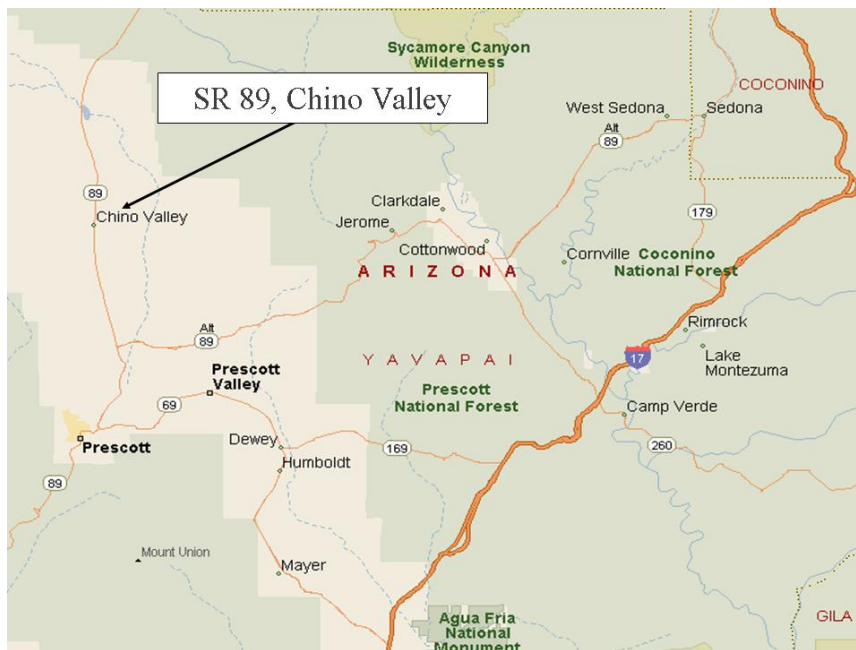 Sycamore Canyon
Wilderness
COCONINO
SR 89, Chino Valley
West Sedona
Sedona
Alt
89
89
Chino Valley
Clarkdale
Jerome
179
Cottonwood
Cornville
Coconino
National Forest
ARIZONA
Rimrock
Alt
89
YAVAPAI
17
Lake
Montezuma
Prescott
Valley
Prescott
National Forest
69
Camp Verde
Prescott
Dewey
169
260
Humboldt
89
Mount Union
Mayer
Agua Fria
National
Monument
GILA